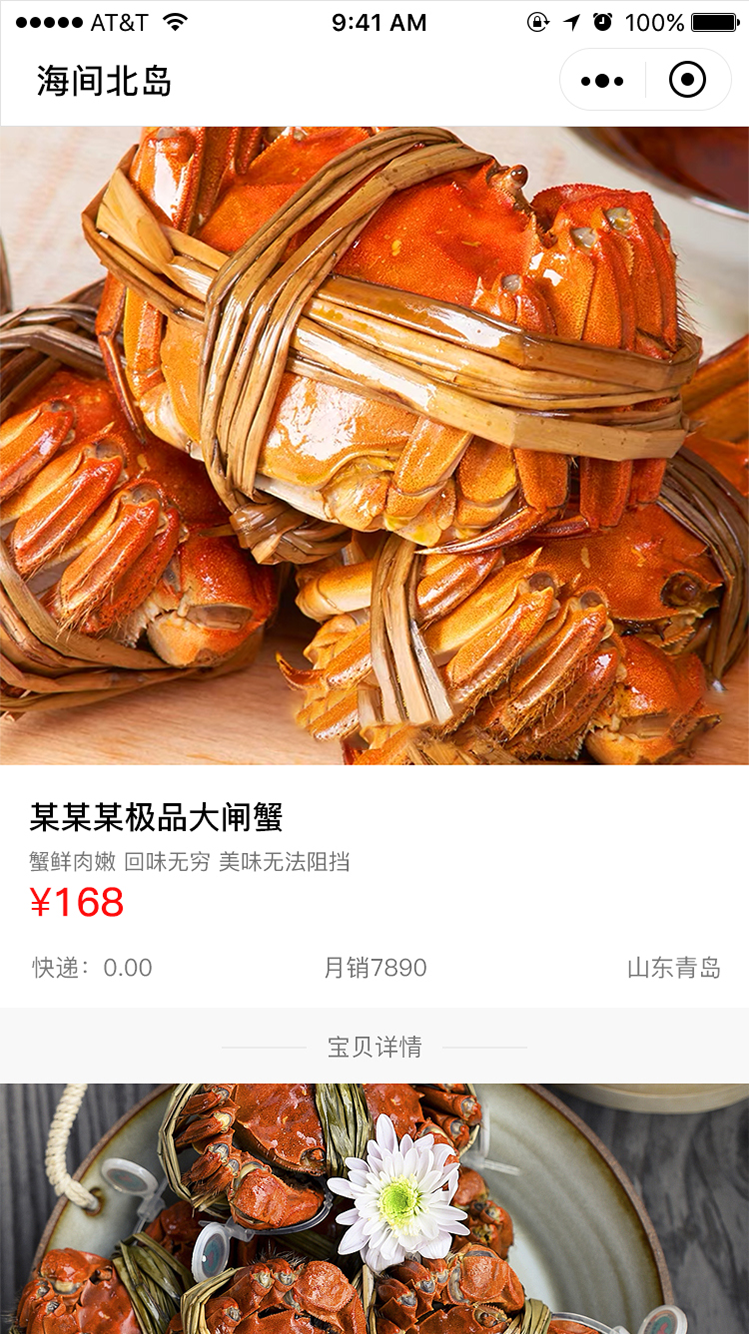 AT&T 9:41 AM 100%
海间北岛
某某某极品大闸蟹
蟹鲜肉嫩 回味无穷 美味无法阻挡
¥168
快递：0.00 月销7890 山东青岛
宝贝详情